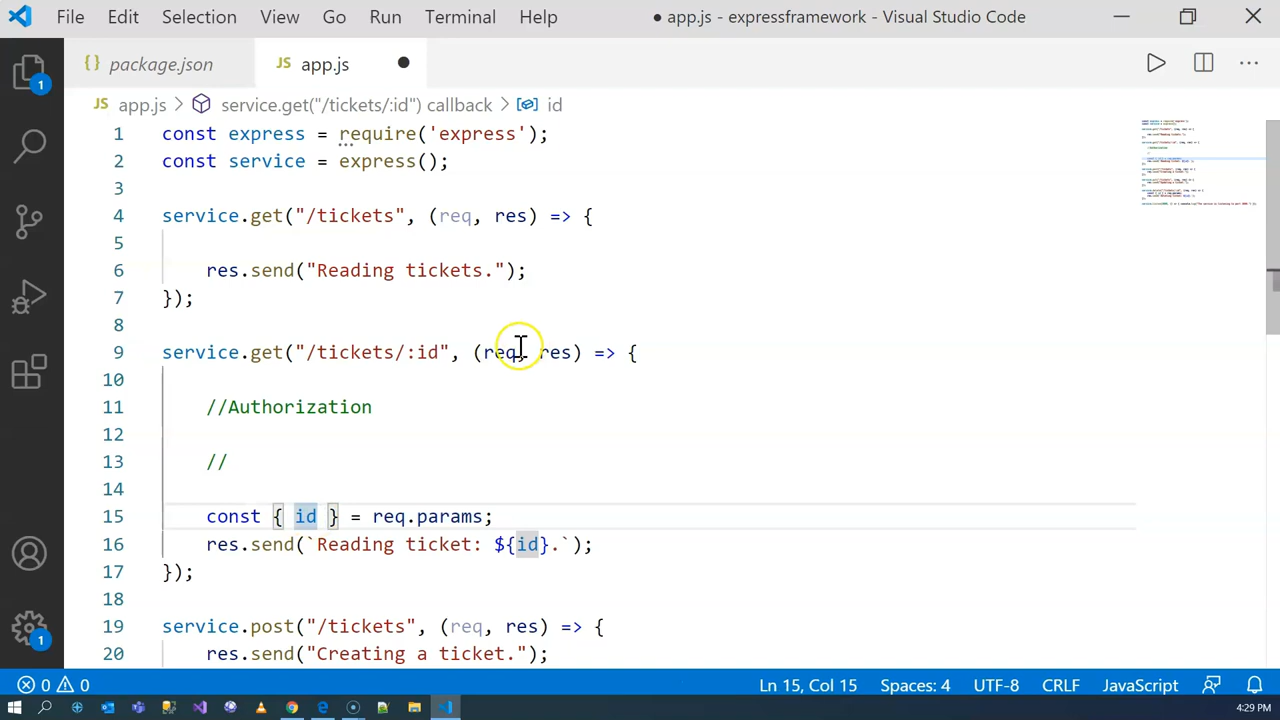 File Edit Selection View Go Run Terminal Help ● app.js - expressframework - Visual Studio Code
{} package.json JS app.js ●
JS app.js > service.get("/tickets/:id") callback > id
1 const express = require('express');
2 const service = express();
3
4 service.get("/tickets", (req, res) => {
5
6 res.send("Reading tickets.");
7 });
8
9 service.get("/tickets/:id", (req, res) => {
10
11 //Authorization
12
13 //
14
15 const { id } = req.params;
16 res.send(`Reading ticket: ${id}.`);
17 });
18
19 service.post("/tickets", (req, res) => {
20 res.send("Creating a ticket.");
1
1
0 0 Ln 15, Col 15 Spaces: 4 UTF-8 CRLF JavaScript
4:29 PM